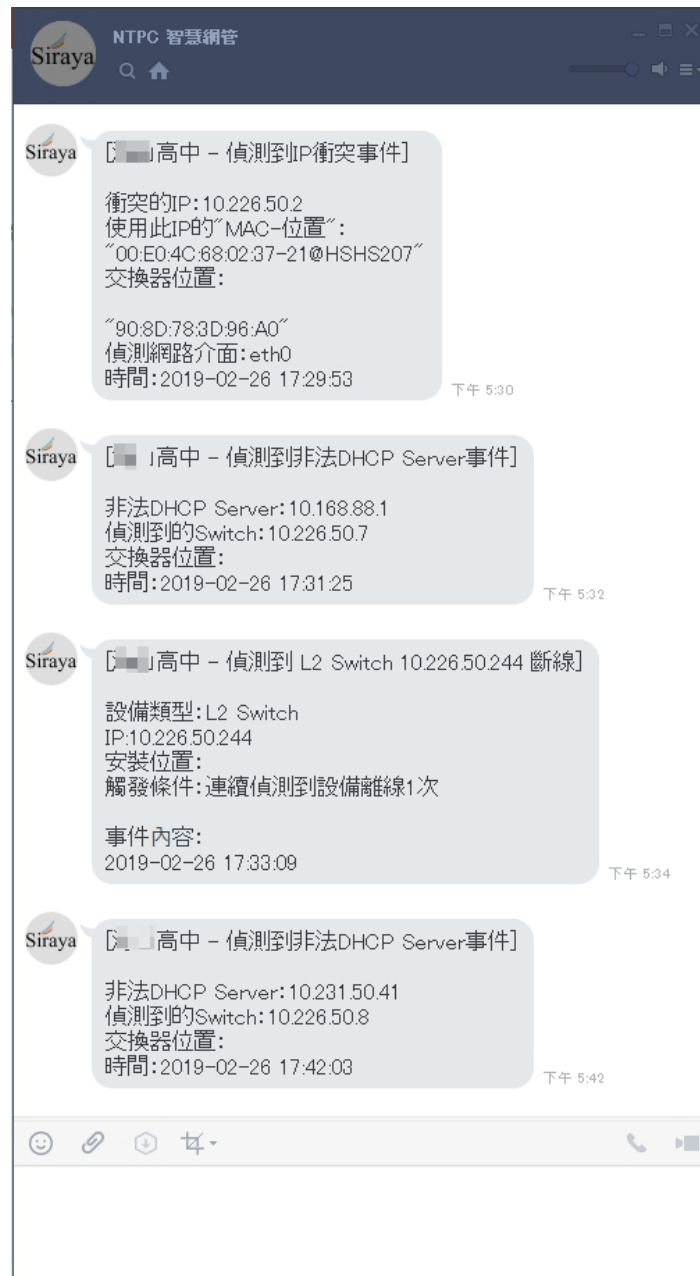 Siraya
NTPC 智慧網管
Siraya
高中 - 偵測到IP衝突事件]
衝突的IP:10.226.50.2
使用此IP的"MAC-位置":
"00:E0:4C:68:02:37-21@HSHS207"
交換器位置:
"90:8D:78:3D:96:A0"
偵測網路介面:eth0
時間:2019-02-26 17:29:53
下午 5:30
Siraya
高中 - 偵測到非法DHCP Server事件]
非法DHCP Server:10.168.88.1
偵測到的Switch:10.226.50.7
交換器位置:
時間:2019-02-26 17:31:25
下午 5:32
Siraya
高中 - 偵測到 L2 Switch 10.226.50.244 斷線]
設備類型:L2 Switch
IP:10.226.50.244
安裝位置:
觸發條件:連續偵測到設備離線1次
事件內容:
2019-02-26 17:33:09
下午 5:34
Siraya
高中 - 偵測到非法DHCP Server事件]
非法DHCP Server:10.231.50.41
偵測到的Switch:10.226.50.8
交換器位置:
時間:2019-02-26 17:42:03
下午 5:42